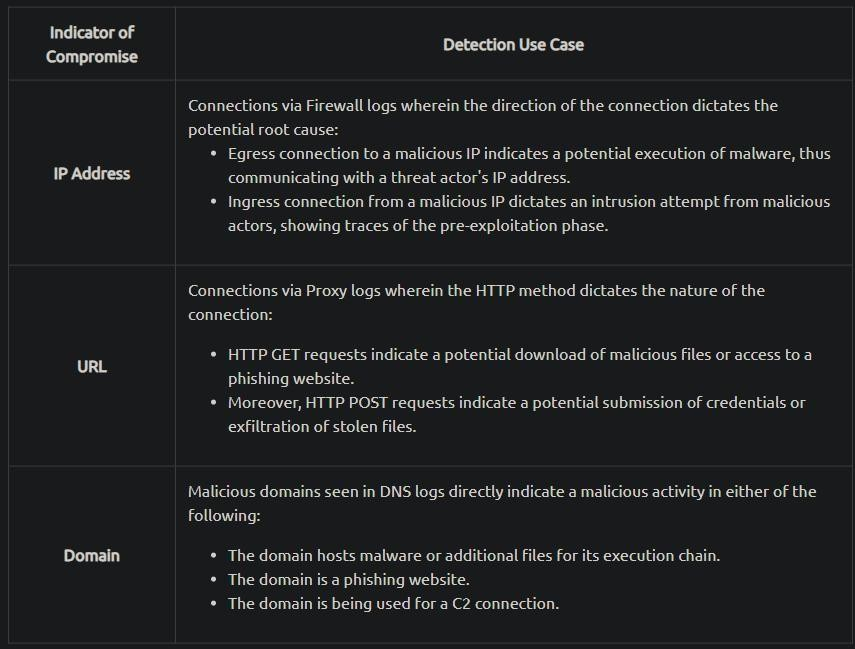 Indicator of
Compromise
Detection Use Case
IP Address
Connections via Firewall logs wherein the direction of the connection dictates the
potential root cause:
• Egress connection to a malicious IP indicates a potential execution of malware, thus
communicating with a threat actor's IP address.
• Ingress connection from a malicious IP dictates an intrusion attempt from malicious
actors, showing traces of the pre-exploitation phase.
URL
Connections via Proxy logs wherein the HTTP method dictates the nature of the
connection:
• HTTP GET requests indicate a potential download of malicious files or access to a
phishing website.
• Moreover, HTTP POST requests indicate a potential submission of credentials or
exfiltration of stolen files.
Domain
Malicious domains seen in DNS logs directly indicate a malicious activity in either of the
following:
• The domain hosts malware or additional files for its execution chain.
• The domain is a phishing website.
• The domain is being used for a C2 connection.